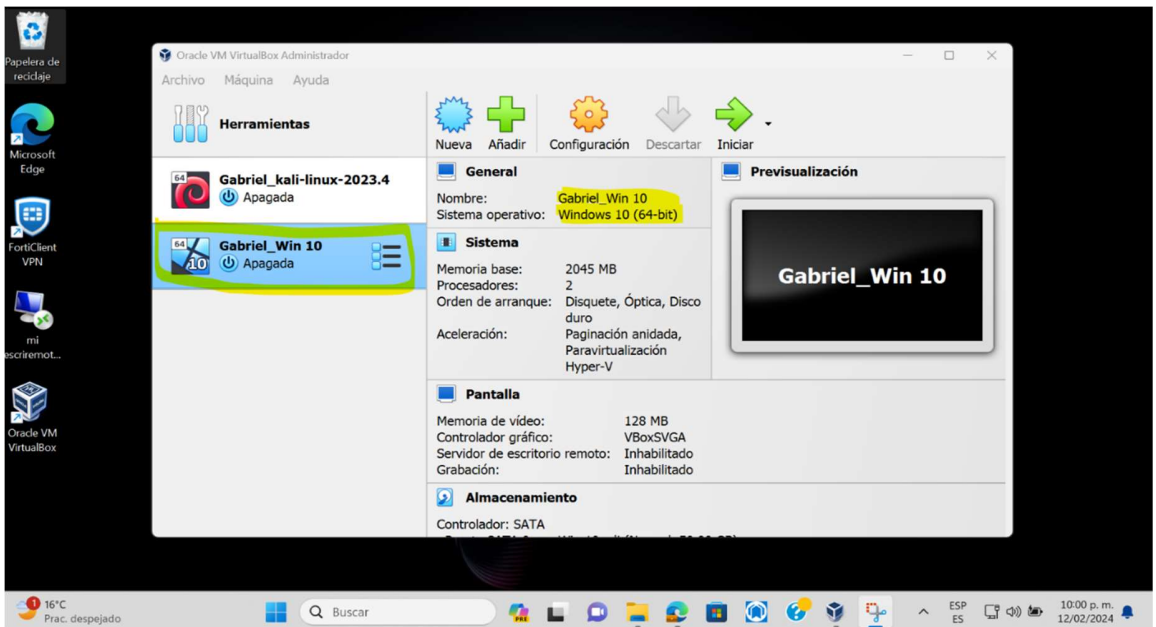 Papelera de
reciclaje
Microsoft
Edge
FortiClient
VPN
mi
escriremot...
Oracle VM
VirtualBox
Oracle VM VirtualBox Administrador
Archivo Máquina Ayuda
Herramientas
64
Gabriel_kali-linux-2023.4
Apagada
64
10
Gabriel_Win 10
Apagada
Nueva Añadir Configuración Descartar Iniciar
General
Nombre: Gabriel_Win 10
Sistema operativo: Windows 10 (64-bit)
Sistema
Memoria base: 2045 MB
Procesadores: 2
Orden de arranque: Disquete, Óptica, Disco
duro
Aceleración: Paginación anidada,
Paravirtualización
Hyper-V
Previsualización
Gabriel_Win 10
Pantalla
Memoria de vídeo: 128 MB
Controlador gráfico: VBoxSVGA
Servidor de escritorio remoto: Inhabilitado
Grabación: Inhabilitado
Almacenamiento
Controlador: SATA
1
16°C
Prac. despejado
Buscar
PRE
ESP
ES
10:00 p. m.
12/02/2024